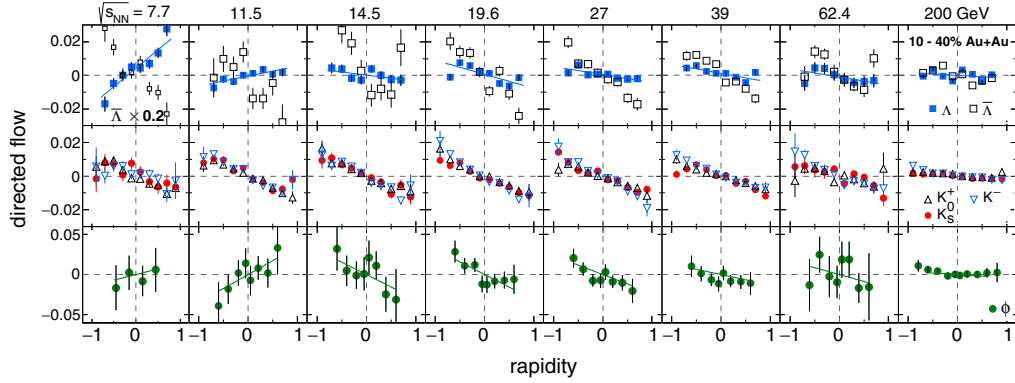 √s_NN = 7.7 11.5 14.5 19.6 27 39 62.4 200 GeV
10 - 40% Au+Au
0.02
0
−0.02
Λ̅ × 0.2
Λ Λ̅
0.02
0
−0.02
K⁺ K⁻
K⁰ₛ
0.05
0
−0.05
ϕ
−1 0 1 −1 0 1 −1 0 1 −1 0 1 −1 0 1 −1 0 1 −1 0 1 −1 0 1
directed flow
rapidity